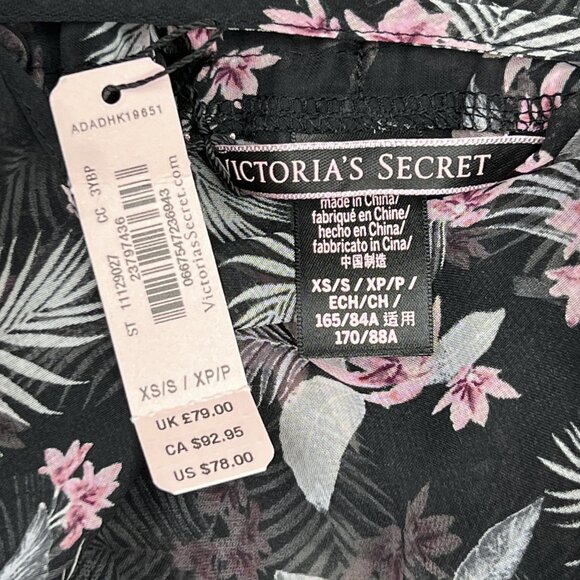 ADADHK19651
ST 11123027 CC 3YBP
23797436
0667547236943
VictoriasSecret.com
XS/S / XP/P
UK £79.00
CA $92.95
US $78.00
VICTORIA'S SECRET
made in China/
fabriqué en Chine/
hecho en China/
fabbricato in Cina/
中国制造
XS/S / XP/P /
ECH/CH /
165/84A 适用
170/88A